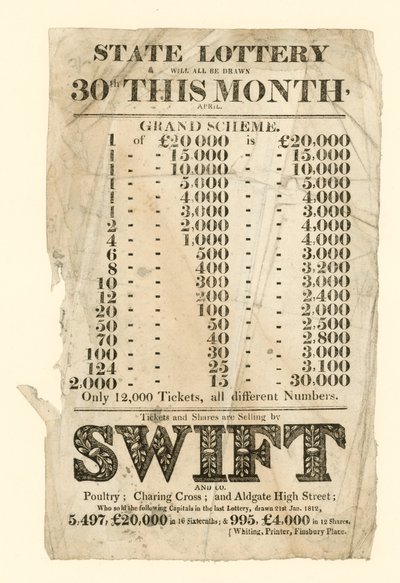 STATE LOTTERY
WILL ALL BE DRAWN
30th THIS MONTH,
APRIL.
GRAND SCHEME.
1 of £20 000 is £20,000
1 - - 15,000 - - 15,000
1 - - 10,000 - - 10,000
1 - - 5,000 - - 5,000
1 - - 4,000 - - 4,000
1 - - 3,000 - - 3,000
2 - - 2,000 - - 4,000
4 - - 1,000 - - 4,000
6 - - 500 - - 3,000
8 - - 400 - - 3,200
10 - - 300 - - 3,000
12 - - 200 - - 2,400
20 - - 100 - - 2,000
50 - - 50 - - 2,500
70 - - 40 - - 2,800
100 - - 30 - - 3,000
124 - - 25 - - 3,100
2,000 - - 15 - - 30,000
Only 12,000 Tickets, all different Numbers.
Tickets and Shares are Selling by
SWIFT
AND CO.
Poultry; Charing Cross; and Aldgate High Street;
Who sold the following Capitals in the last Lottery, drawn 21st Jan. 1812,
5,497, £20,000 in 16 Sixteenths; & 995, £4,000 in 12 Shares.
[Whiting, Printer, Finsbury Place.